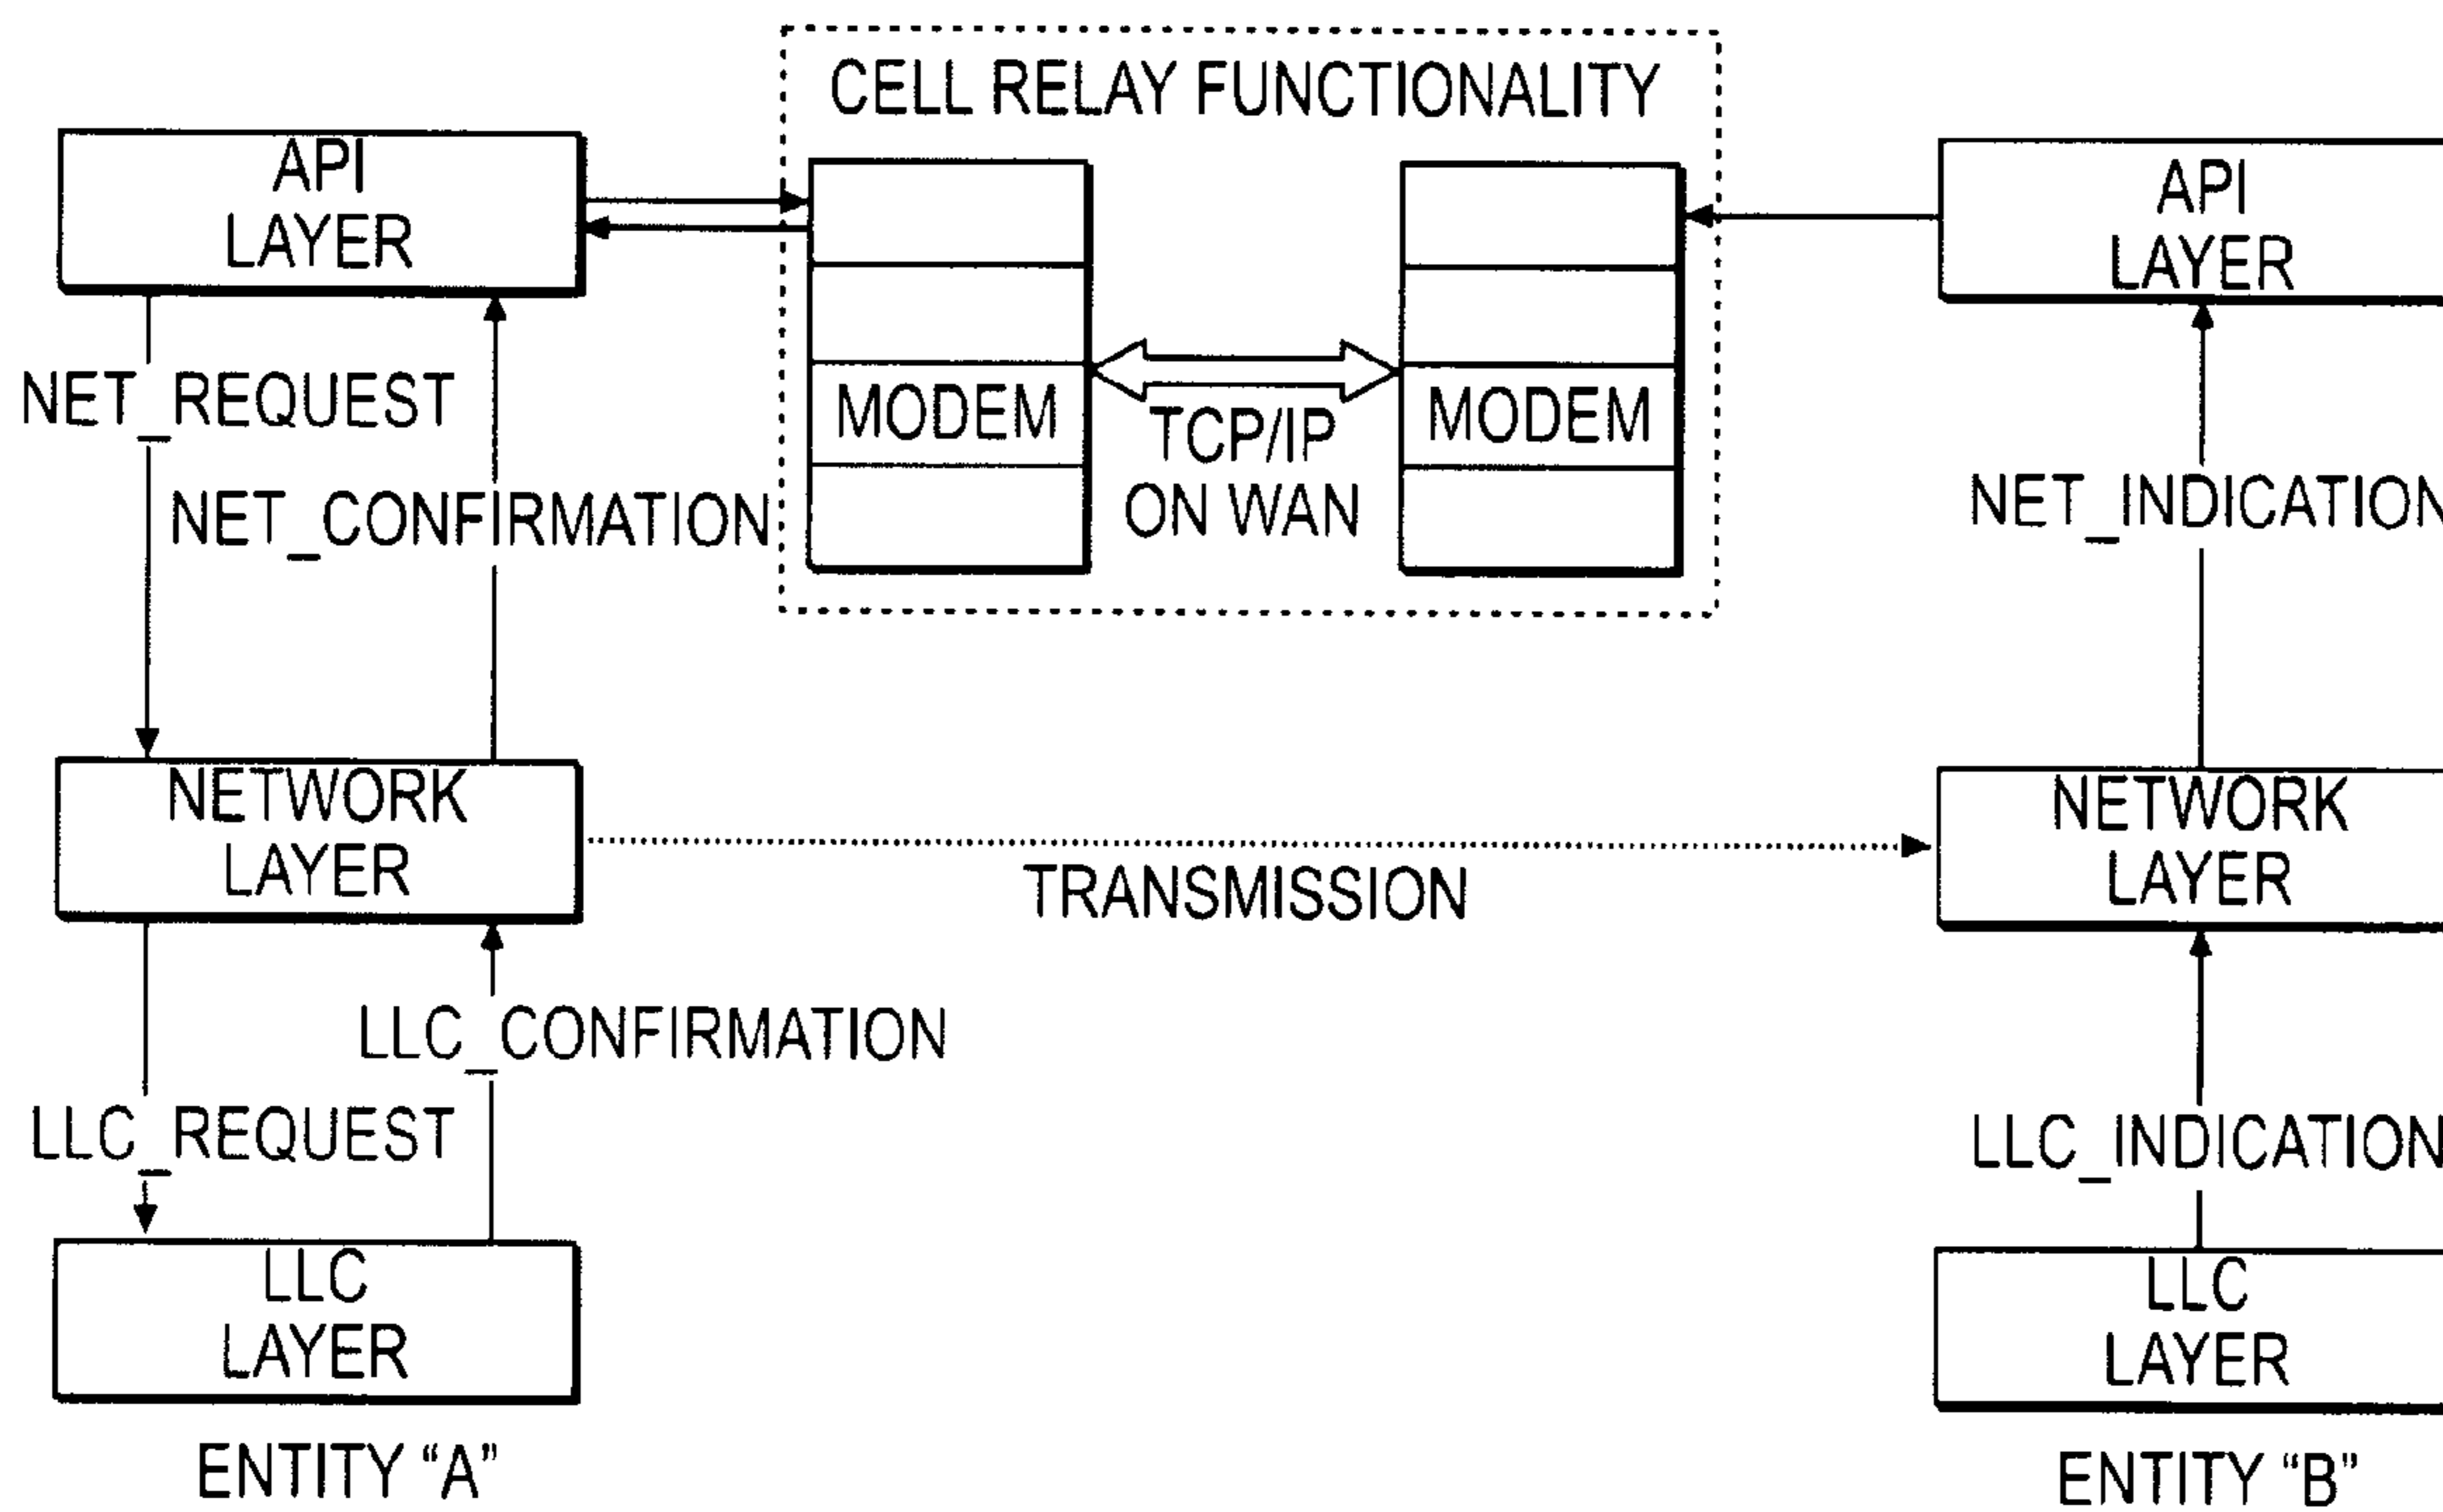 CELL RELAY FUNCTIONALITY
API
LAYER
API
LAYER
MODEM
MODEM
TCP/IP
ON WAN
NET_REQUEST
NET_CONFIRMATION
NET_INDICATION
NETWORK
LAYER
NETWORK
LAYER
TRANSMISSION
LLC_CONFIRMATION
LLC_REQUEST
LLC_INDICATION
LLC
LAYER
LLC
LAYER
ENTITY “A”
ENTITY “B”